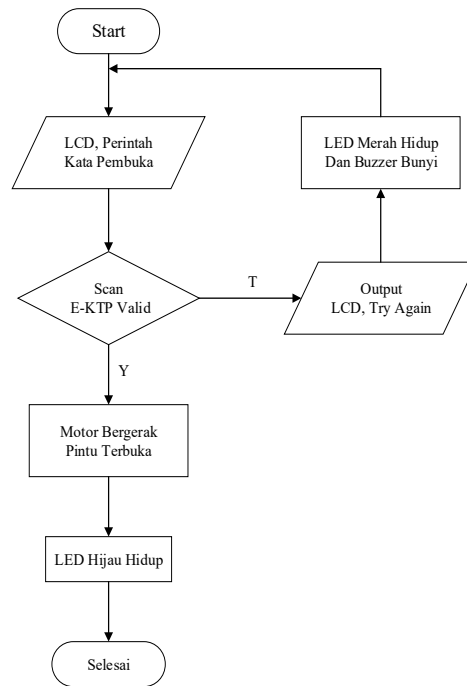 Start
LCD, Perintah
Kata Pembuka
LED Merah Hidup
Dan Buzzer Bunyi
Scan
E-KTP Valid
T
Output
LCD, Try Again
Y
Motor Bergerak
Pintu Terbuka
LED Hijau Hidup
Selesai